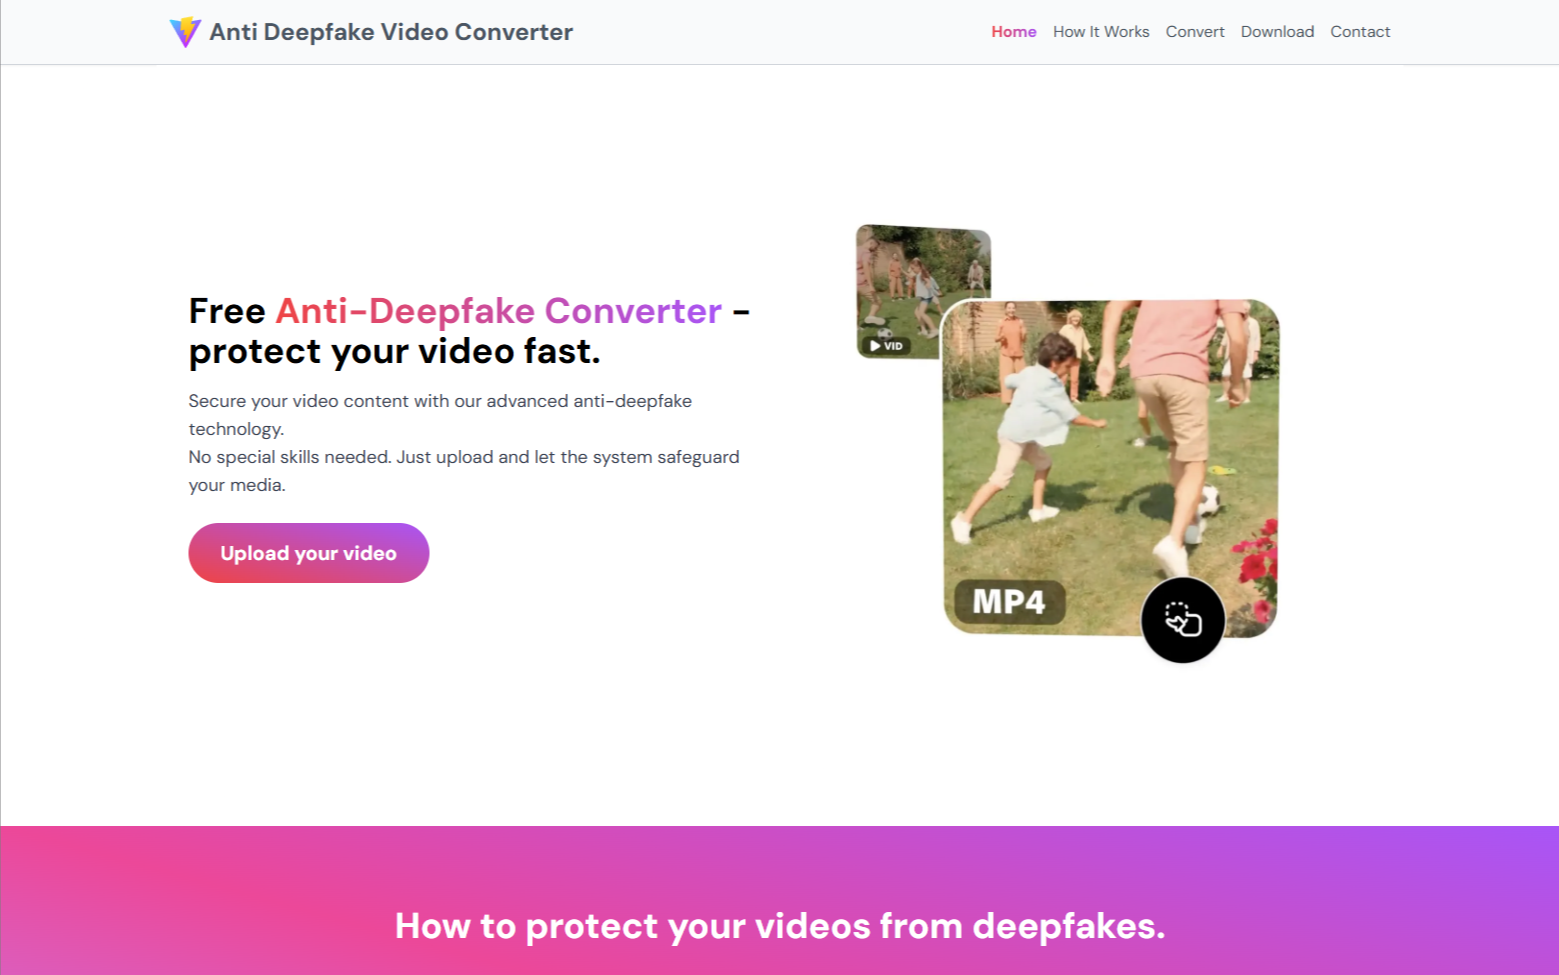 Anti Deepfake Video Converter
Home How It Works Convert Download Contact
Free Anti-Deepfake Converter -
protect your video fast.
Secure your video content with our advanced anti-deepfake
technology.
No special skills needed. Just upload and let the system safeguard
your media.
Upload your video
VID
MP4
How to protect your videos from deepfakes.